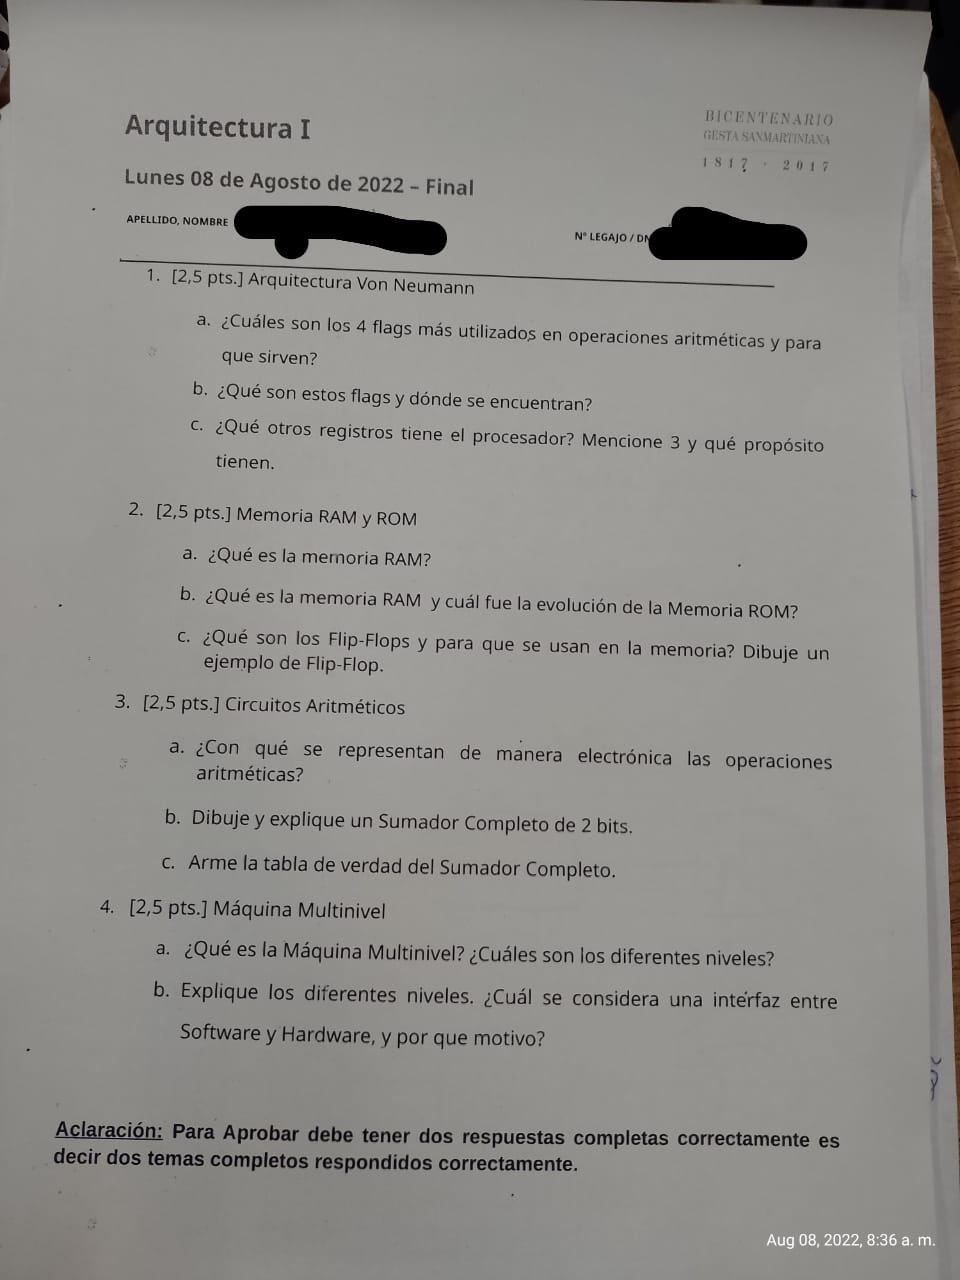 Arquitectura I
BICENTENARIO
GESTA SANMARTINIANA
1817 · 2017
Lunes 08 de Agosto de 2022 – Final
APELLIDO, NOMBRE
N° LEGAJO / DN
1. [2,5 pts.] Arquitectura Von Neumann
a. ¿Cuáles son los 4 flags más utilizados en operaciones aritméticas y para
que sirven?
b. ¿Qué son estos flags y dónde se encuentran?
c. ¿Qué otros registros tiene el procesador? Mencione 3 y qué propósito
tienen.
2. [2,5 pts.] Memoria RAM y ROM
a. ¿Qué es la memoria RAM?
b. ¿Qué es la memoria RAM y cuál fue la evolución de la Memoria ROM?
c. ¿Qué son los Flip-Flops y para que se usan en la memoria? Dibuje un
ejemplo de Flip-Flop.
3. [2,5 pts.] Circuitos Aritméticos
a. ¿Con qué se representan de manera electrónica las operaciones
aritméticas?
b. Dibuje y explique un Sumador Completo de 2 bits.
c. Arme la tabla de verdad del Sumador Completo.
4. [2,5 pts.] Máquina Multinivel
a. ¿Qué es la Máquina Multinivel? ¿Cuáles son los diferentes niveles?
b. Explique los diferentes niveles. ¿Cuál se considera una interfaz entre
Software y Hardware, y por que motivo?
Aclaración: Para Aprobar debe tener dos respuestas completas correctamente es
decir dos temas completos respondidos correctamente.
Aug 08, 2022, 8:36 a. m.